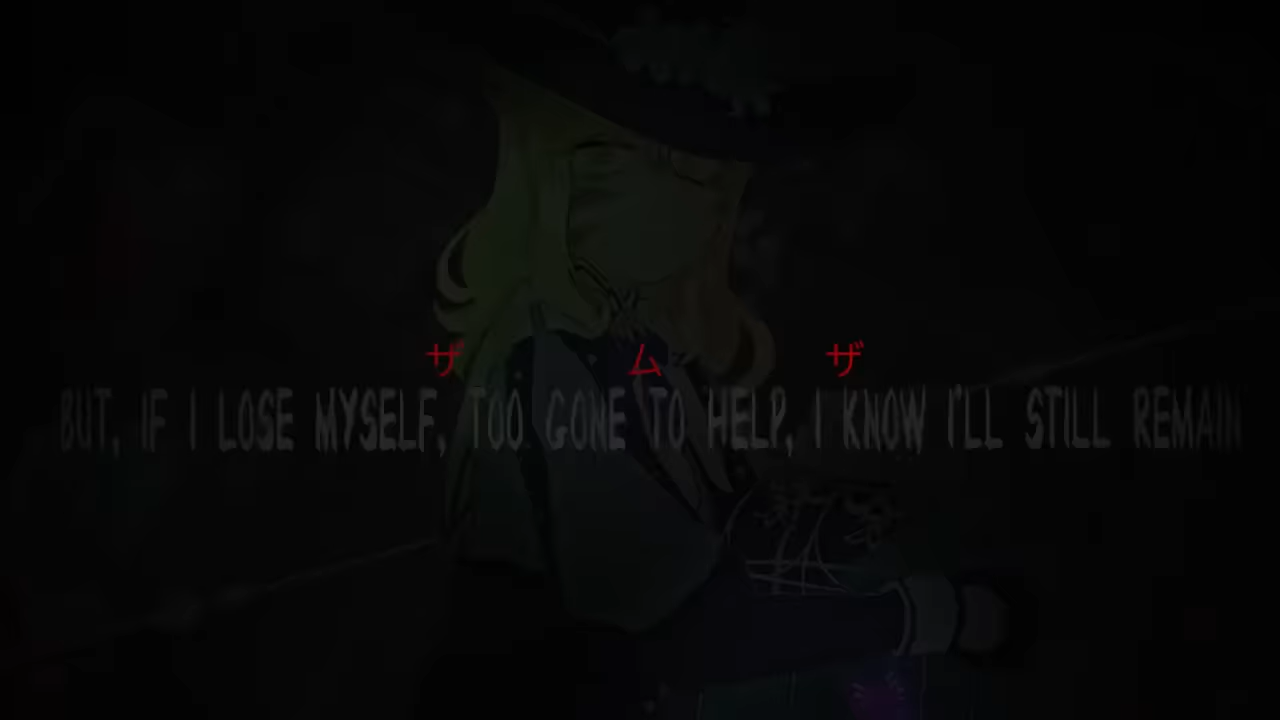 ザ ム ザ
BUT, IF I LOSE MYSELF, TOO GONE TO HELP, I KNOW I'LL STILL REMAIN